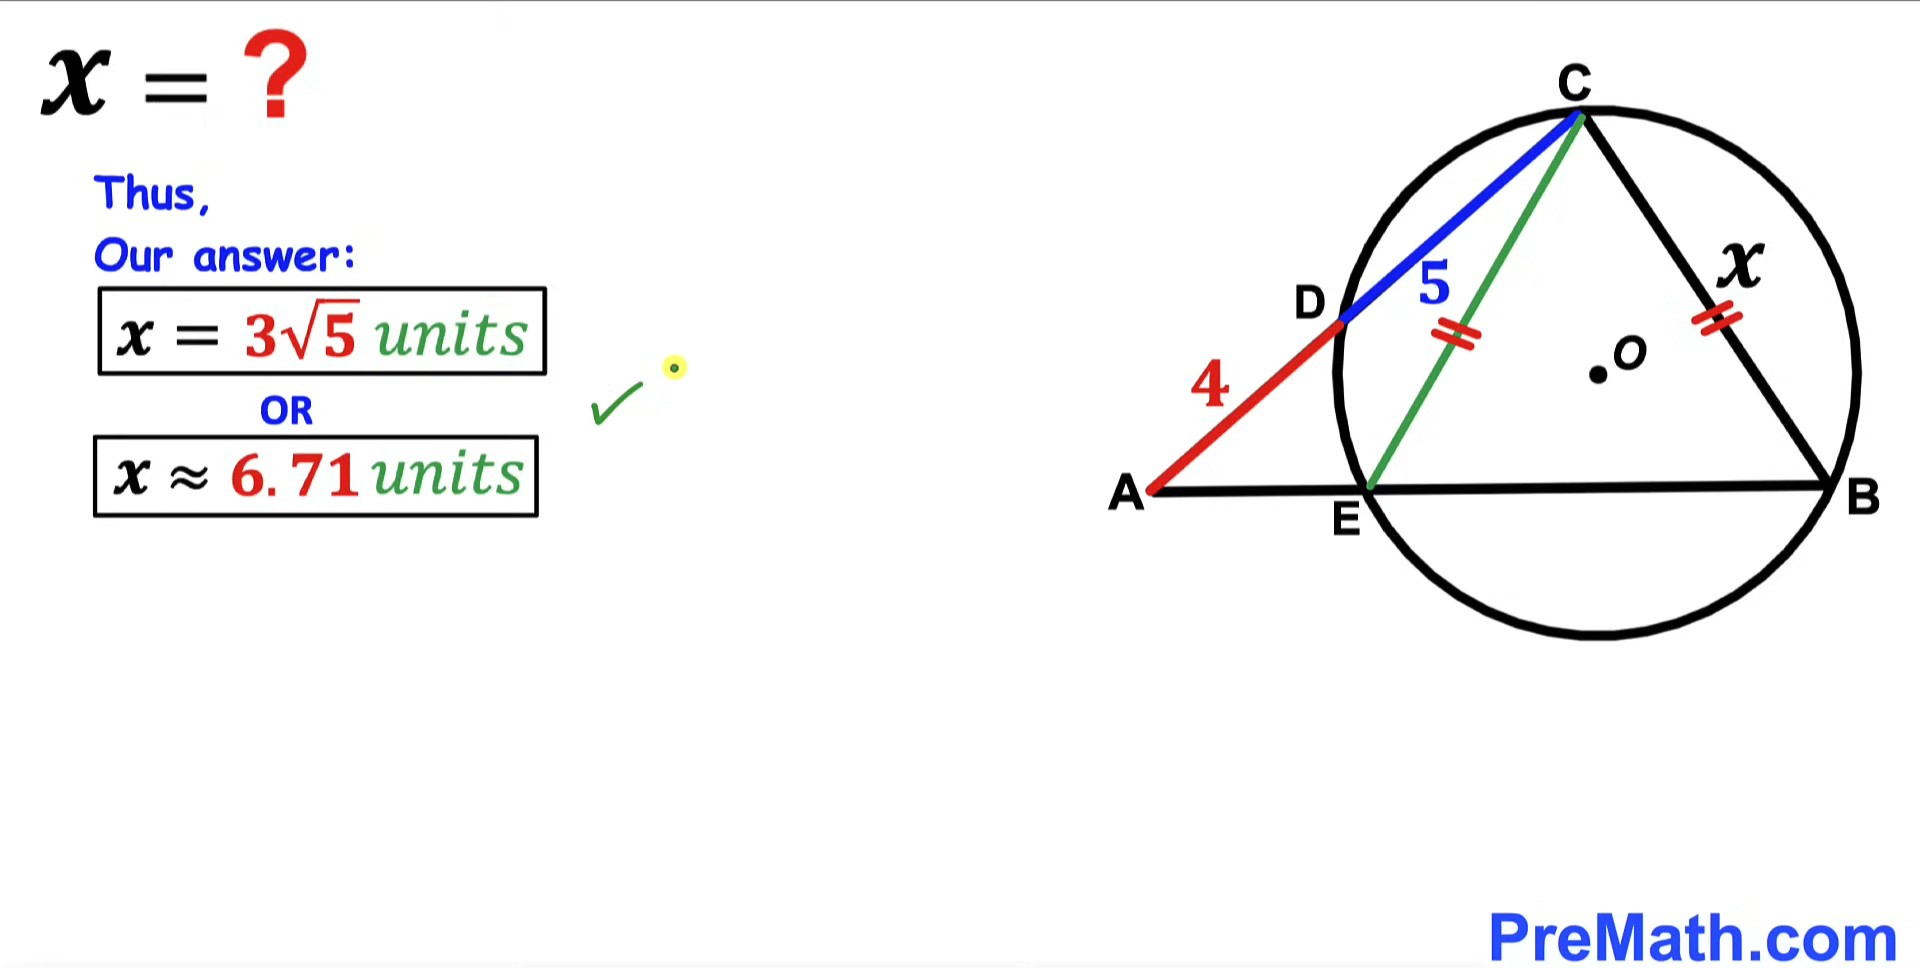 x = ?
Thus,
Our answer:
x = 3√5 units
OR
x ≈ 6.71 units
C
D
5
x
O
4
A
E
B
PreMath.com